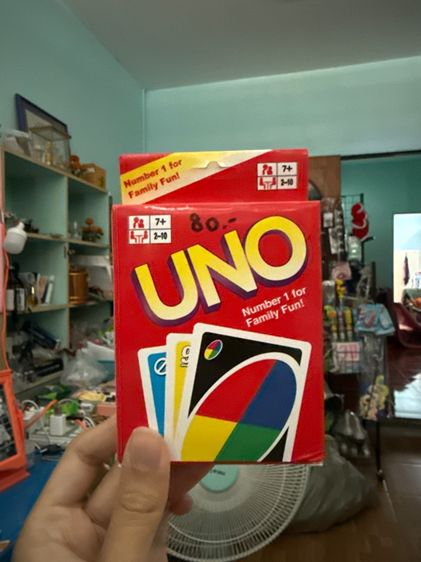 Number 1 for
Family Fun!
7+
2-10
80.-
7+
2-10
UNO
Number 1 for
Family Fun!